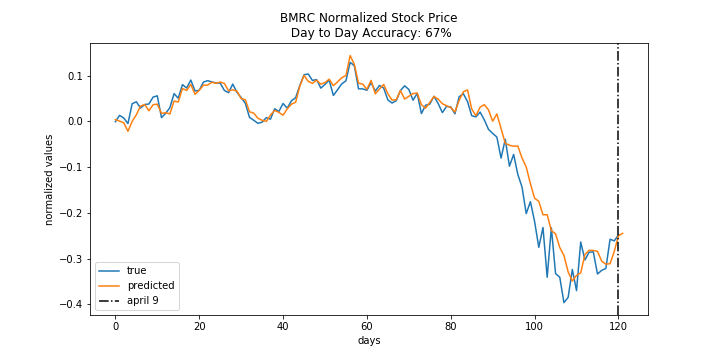 BMRC Normalized Stock Price
Day to Day Accuracy: 67%
normalized values
0.1
0.0
−0.1
−0.2
−0.3
−0.4
true
predicted
april 9
0 20 40 60 80 100 120
days